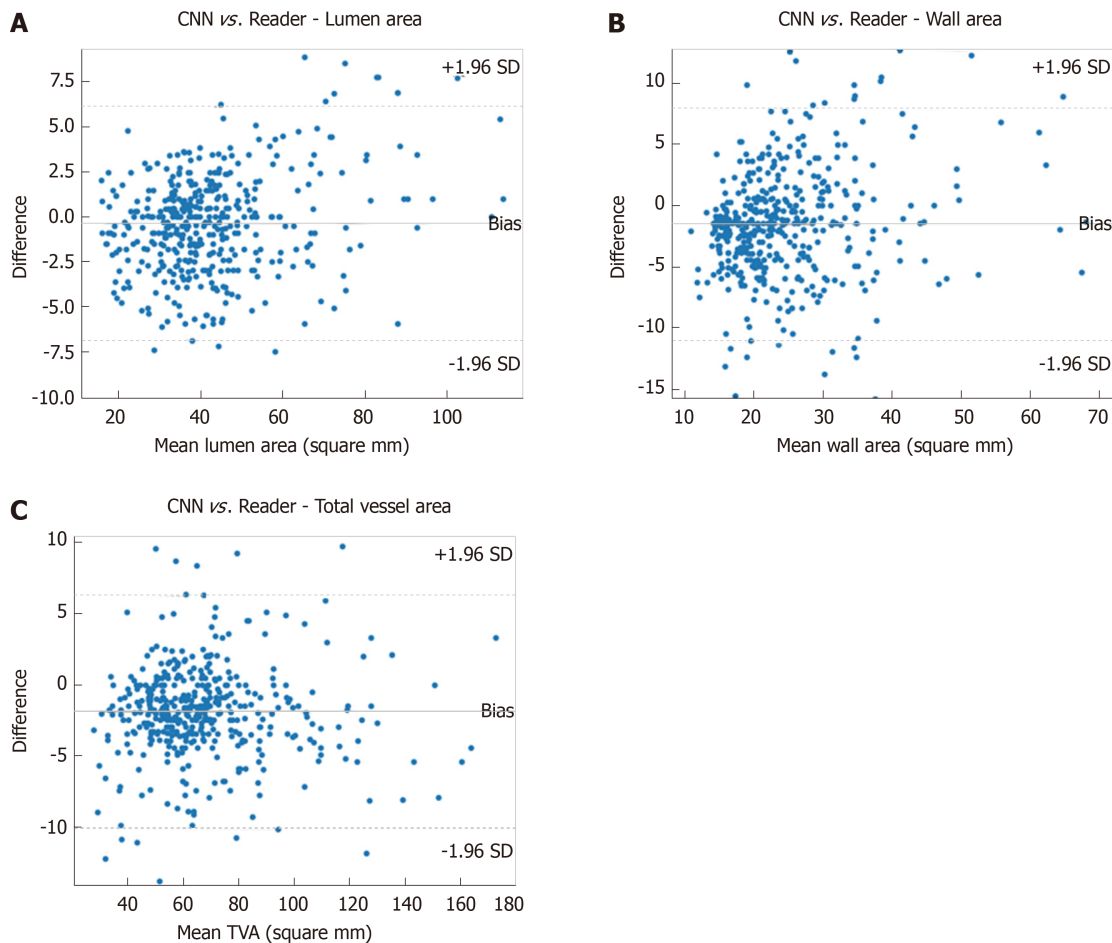 A
CNN vs. Reader - Lumen area
+1.96 SD
7.5
5.0
2.5
0.0
Bias
-2.5
-5.0
-7.5
-1.96 SD
-10.0
Difference
20 40 60 80 100
Mean lumen area (square mm)
B
CNN vs. Reader - Wall area
+1.96 SD
10
5
0
Bias
-5
-10
-1.96 SD
-15
Difference
10 20 30 40 50 60 70
Mean wall area (square mm)
C
CNN vs. Reader - Total vessel area
10
+1.96 SD
5
0
Bias
-5
-10
-1.96 SD
Difference
40 60 80 100 120 140 160 180
Mean TVA (square mm)